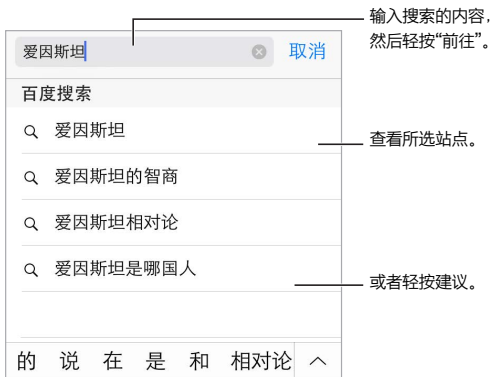 输入搜索的内容，
然后轻按“前往”。
爱因斯坦
取消
百度搜索
爱因斯坦
查看所选站点。
爱因斯坦的智商
爱因斯坦相对论
爱因斯坦是哪国人
或者轻按建议。
的 说 在 是 和 相对论